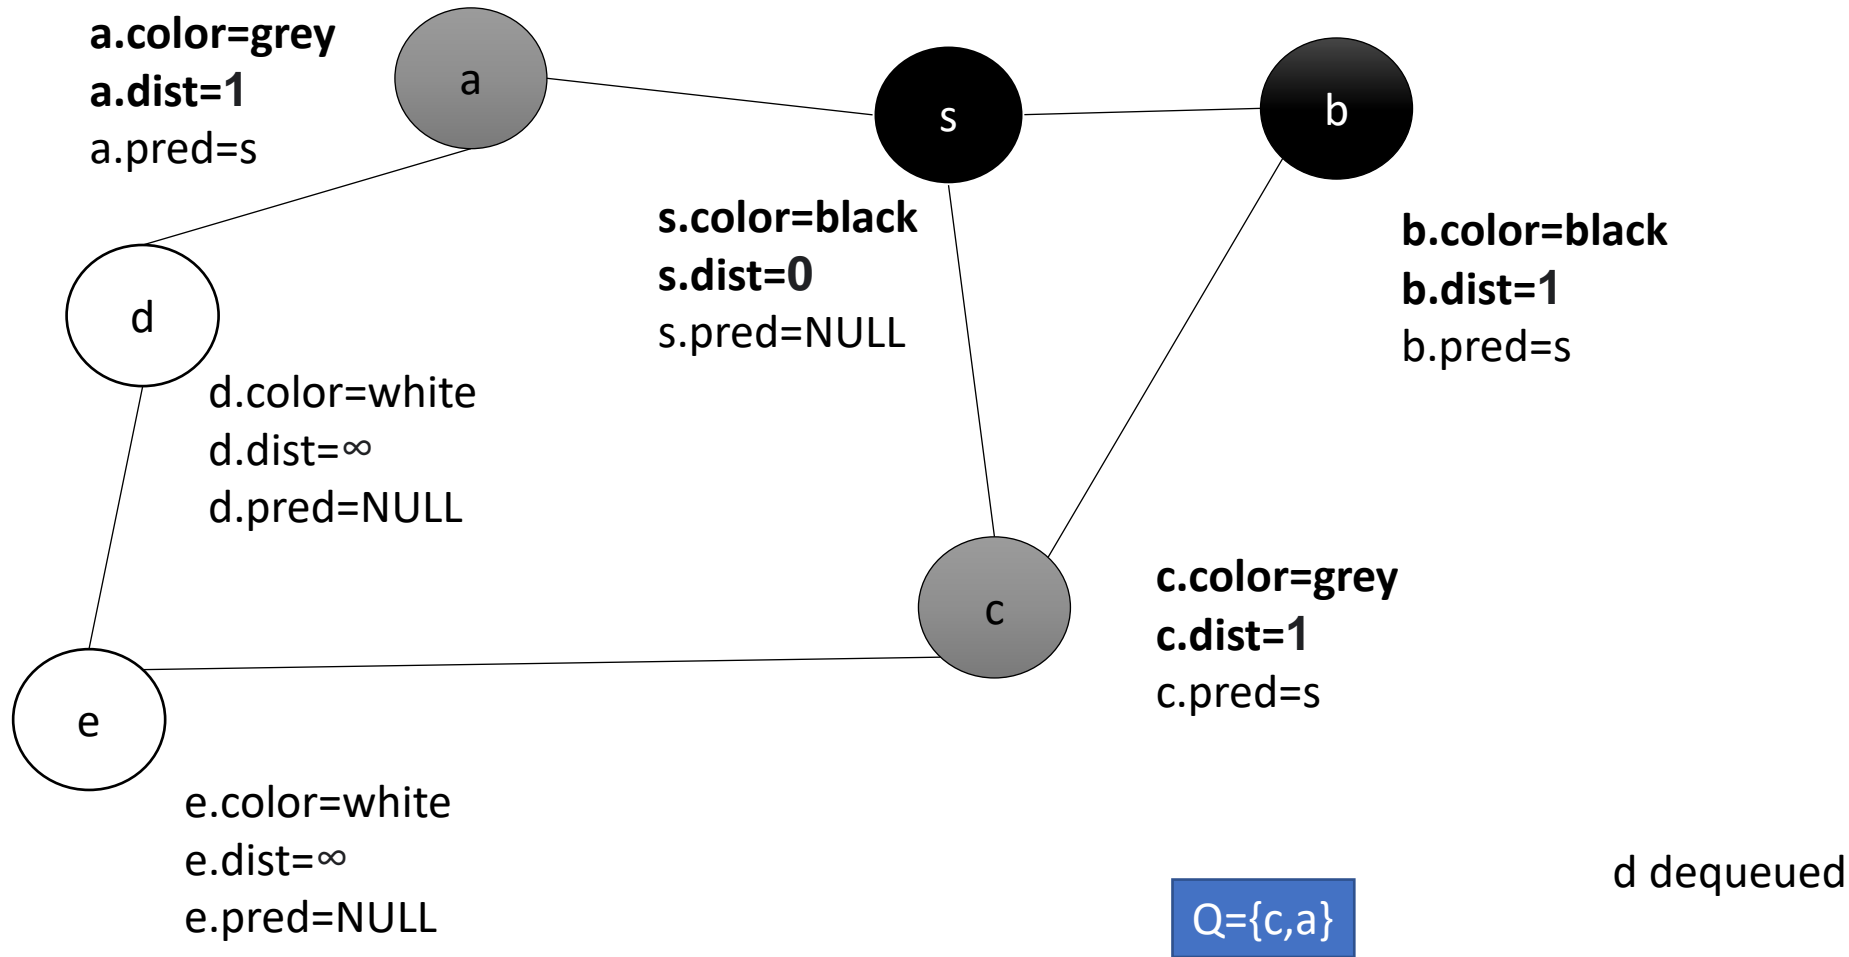 a.color=grey
a.dist=1
a.pred=s
a
s
b
s.color=black
s.dist=0
s.pred=NULL
b.color=black
b.dist=1
b.pred=s
d
d.color=white
d.dist=∞
d.pred=NULL
c
c.color=grey
c.dist=1
c.pred=s
e
e.color=white
e.dist=∞
e.pred=NULL
Q={c,a}
d dequeued